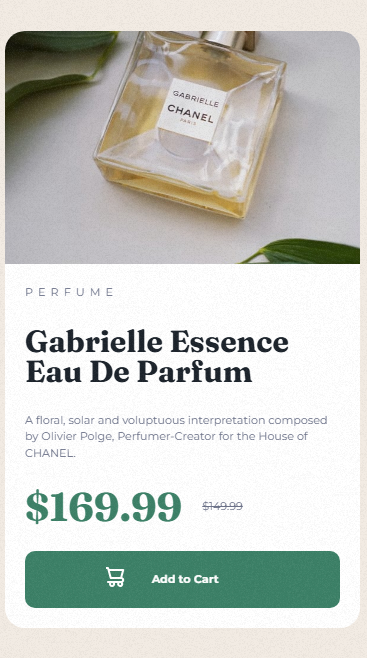 GABRIELLE
CHANEL
PARIS
PERFUME
Gabrielle Essence
Eau De Parfum
A floral, solar and voluptuous interpretation composed
by Olivier Polge, Perfumer-Creator for the House of
CHANEL.
$169.99 $149.99
Add to Cart